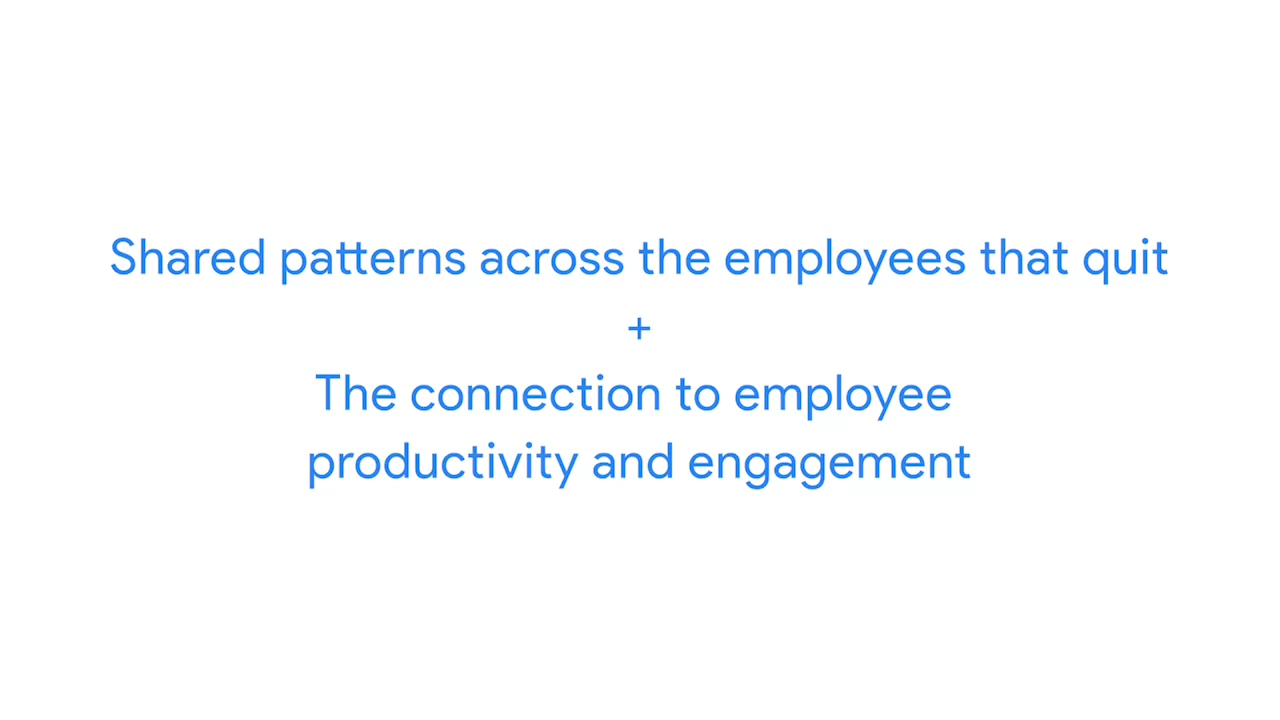 Shared patterns across the employees that quit
+
The connection to employee
productivity and engagement